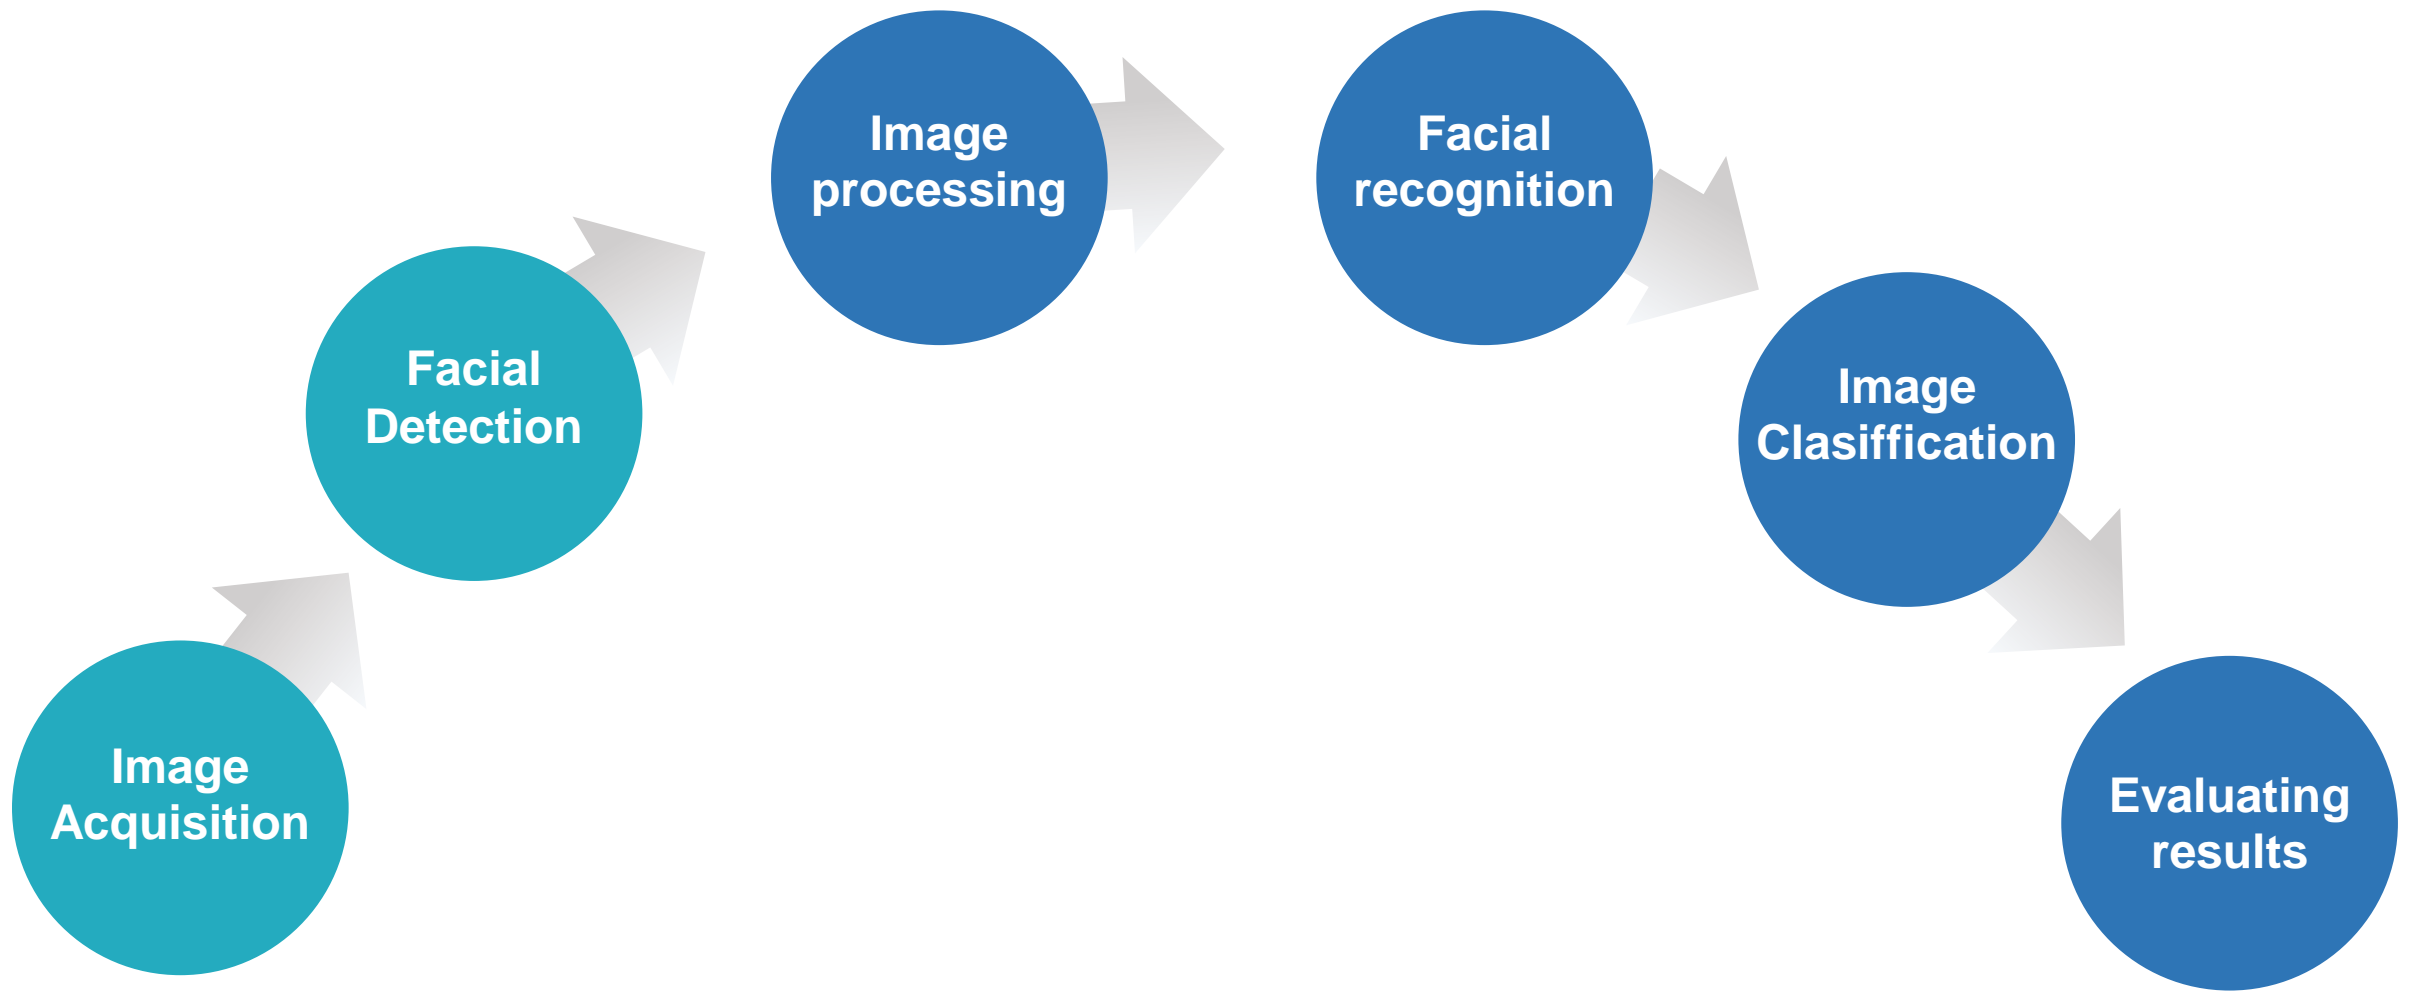 Image
Acquisition
Facial
Detection
Image
processing
Facial
recognition
Image
Clasiffication
Evaluating
results